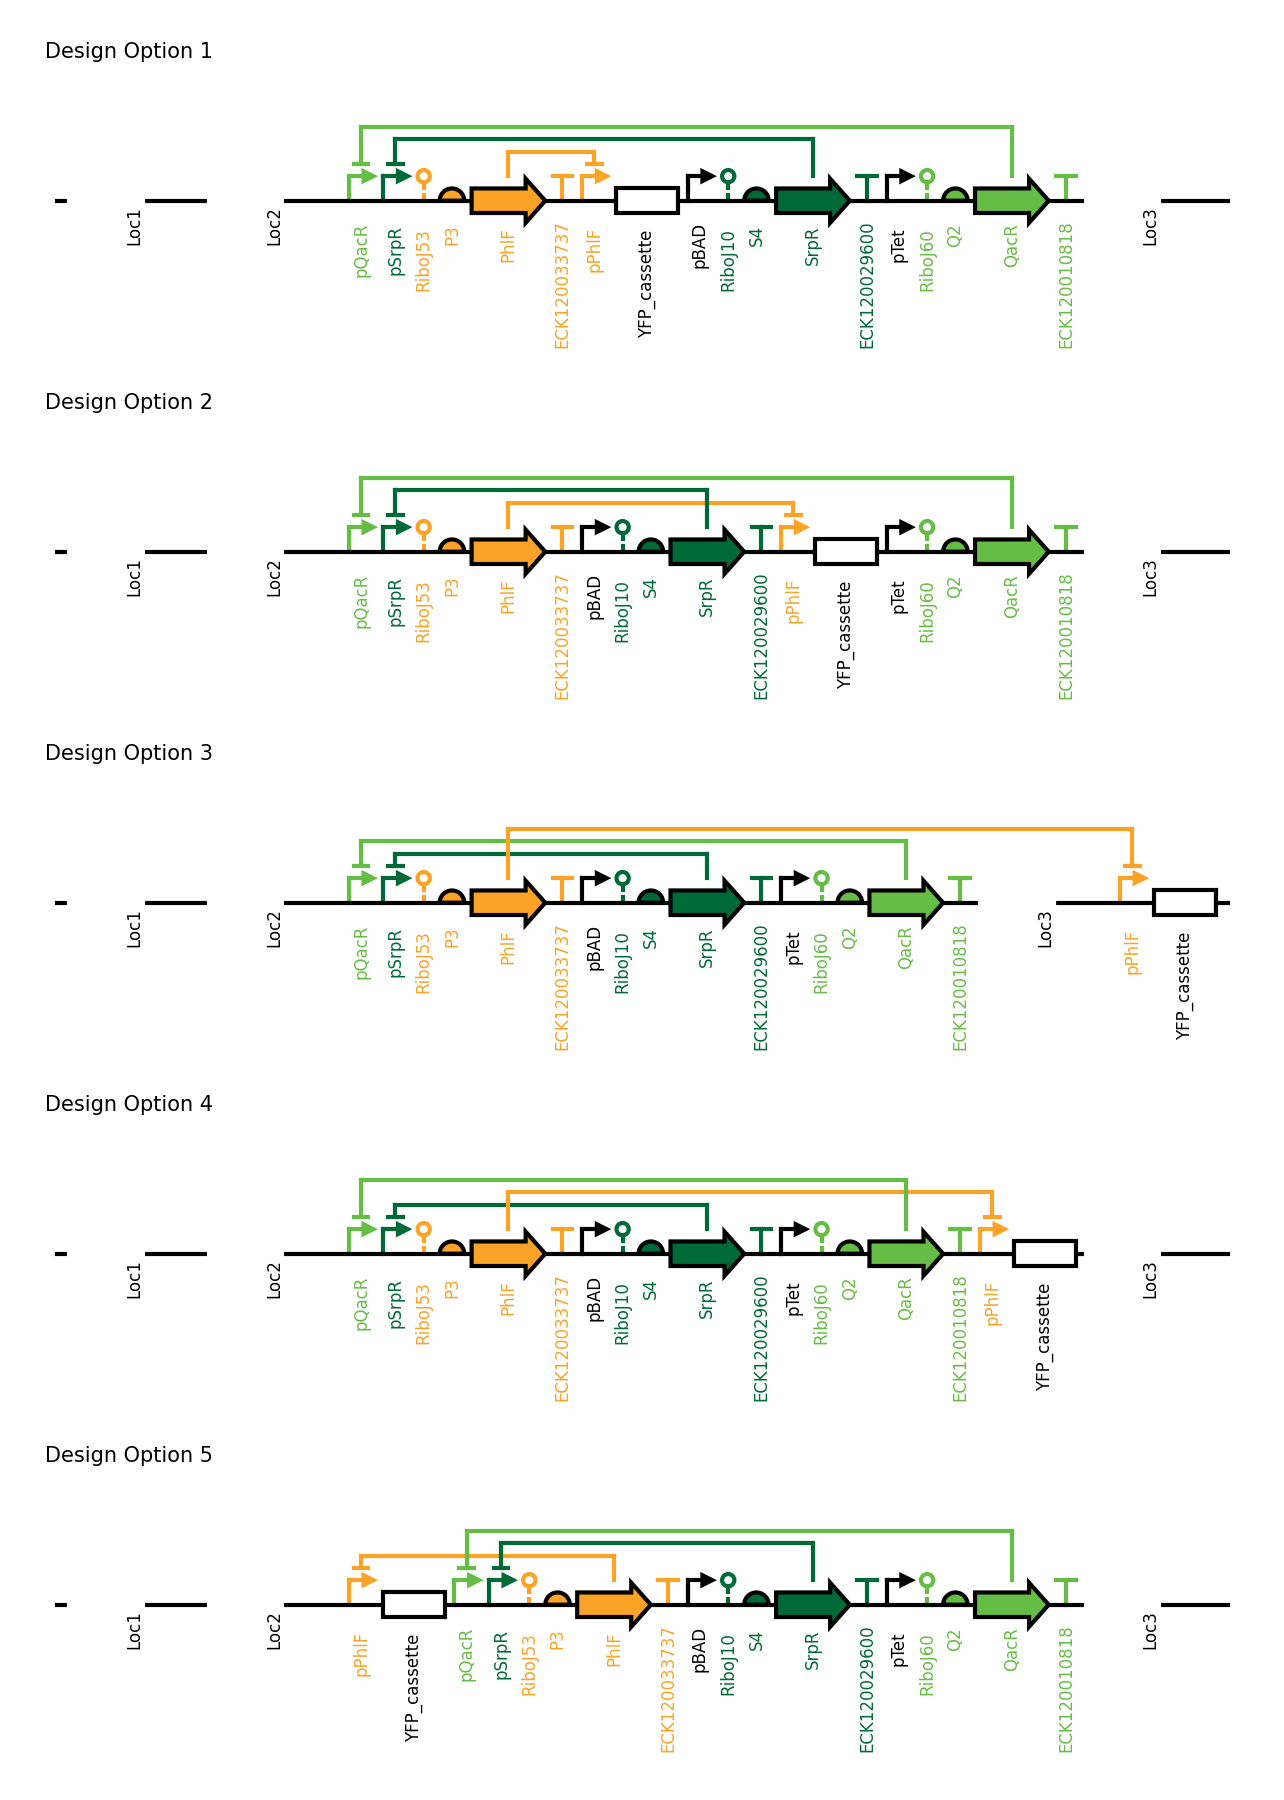 Design Option 1
Loc1
Loc2
pQacR
pSrpR
RiboJ53
P3
PhlF
ECK120033737
pPhlF
YFP_cassette
pBAD
RiboJ10
S4
SrpR
ECK120029600
pTet
RiboJ60
Q2
QacR
ECK120010818
Loc3
Design Option 2
Loc1
Loc2
pQacR
pSrpR
RiboJ53
P3
PhlF
ECK120033737
pBAD
RiboJ10
S4
SrpR
ECK120029600
pPhlF
YFP_cassette
pTet
RiboJ60
Q2
QacR
ECK120010818
Loc3
Design Option 3
Loc1
Loc2
pQacR
pSrpR
RiboJ53
P3
PhlF
ECK120033737
pBAD
RiboJ10
S4
SrpR
ECK120029600
pTet
RiboJ60
Q2
QacR
ECK120010818
Loc3
pPhlF
YFP_cassette
Design Option 4
Loc1
Loc2
pQacR
pSrpR
RiboJ53
P3
PhlF
ECK120033737
pBAD
RiboJ10
S4
SrpR
ECK120029600
pTet
RiboJ60
Q2
QacR
ECK120010818
pPhlF
YFP_cassette
Loc3
Design Option 5
Loc1
Loc2
pPhlF
YFP_cassette
pQacR
pSrpR
RiboJ53
P3
PhlF
ECK120033737
pBAD
RiboJ10
S4
SrpR
ECK120029600
pTet
RiboJ60
Q2
QacR
ECK120010818
Loc3